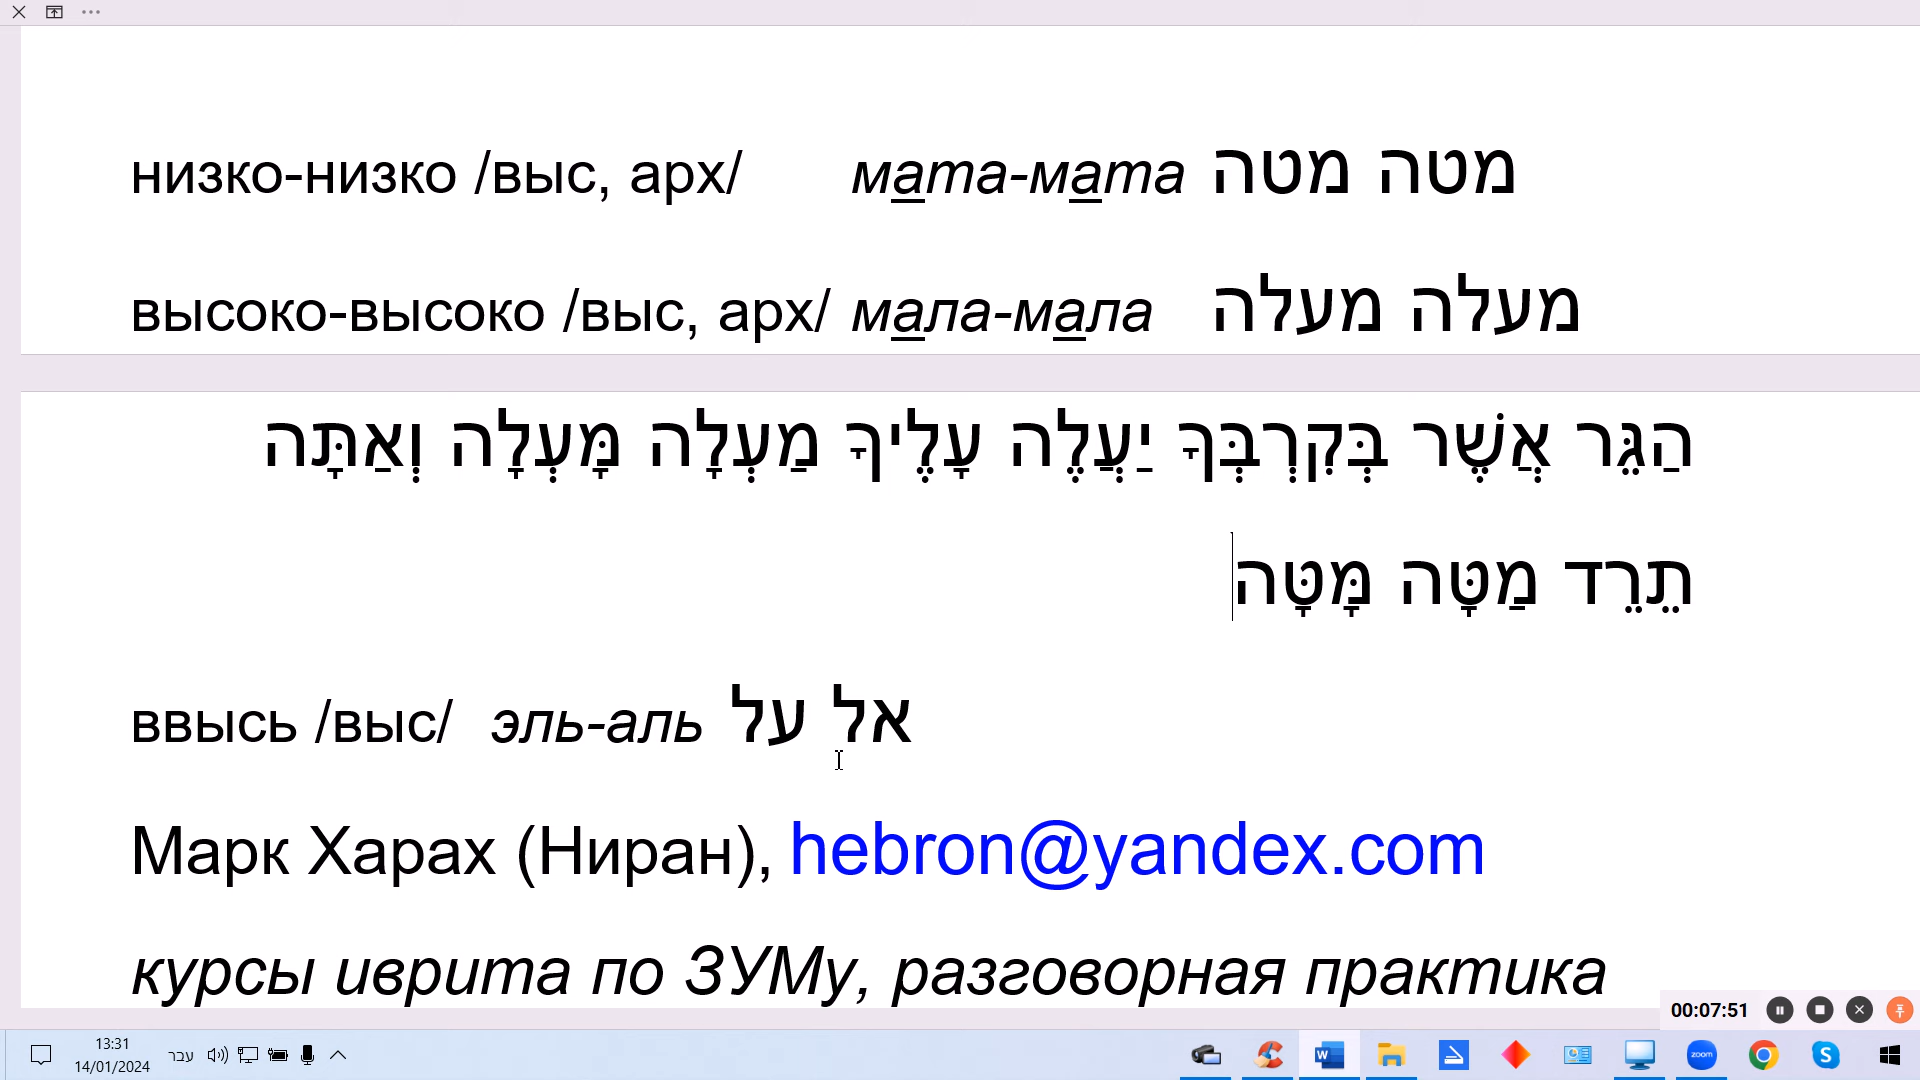 низко-низко /выс, арх/ мата-мата מטה מטה
высоко-высоко /выс, арх/ мала-мала מעלה מעלה
הַגֵּר אֲשֶׁר בְּקִרְבְּךָ יַעֲלֶה עָלֶיךָ מַעְלָה מָּעְלָה וְאַתָּה
תֵרֵד מַטָּה מָּטָּה
ввысь /выс/ эль-аль אל על
Марк Харах (Ниран), hebron@yandex.com
курсы иврита по ЗУМу, разговорная практика
00:07:51
13:31
14/01/2024
עבר
zoom